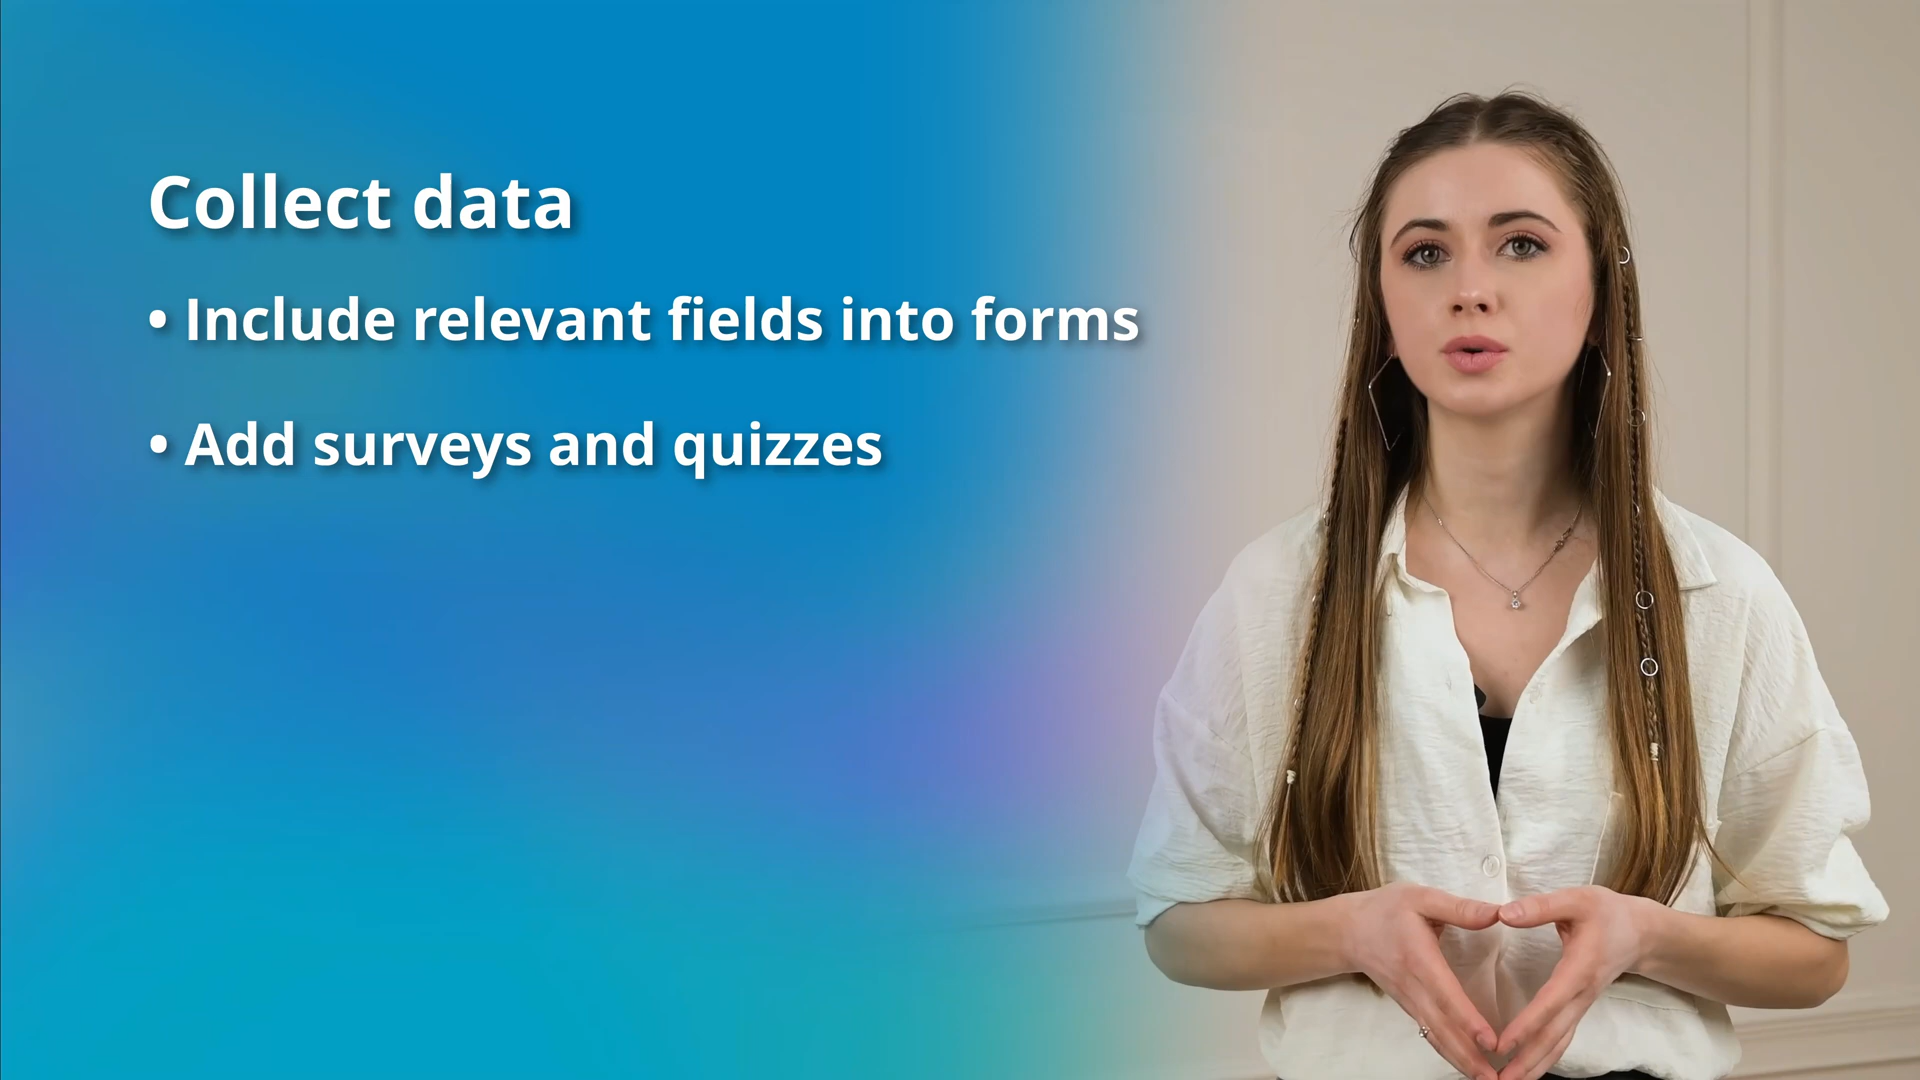 Collect data
• Include relevant fields into forms
• Add surveys and quizzes